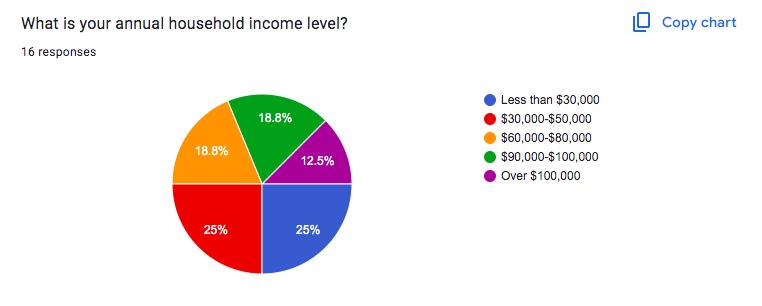 What is your annual household income level?
Copy chart
16 responses
18.8%
18.8%
12.5%
25%
25%
Less than $30,000
$30,000-$50,000
$60,000-$80,000
$90,000-$100,000
Over $100,000